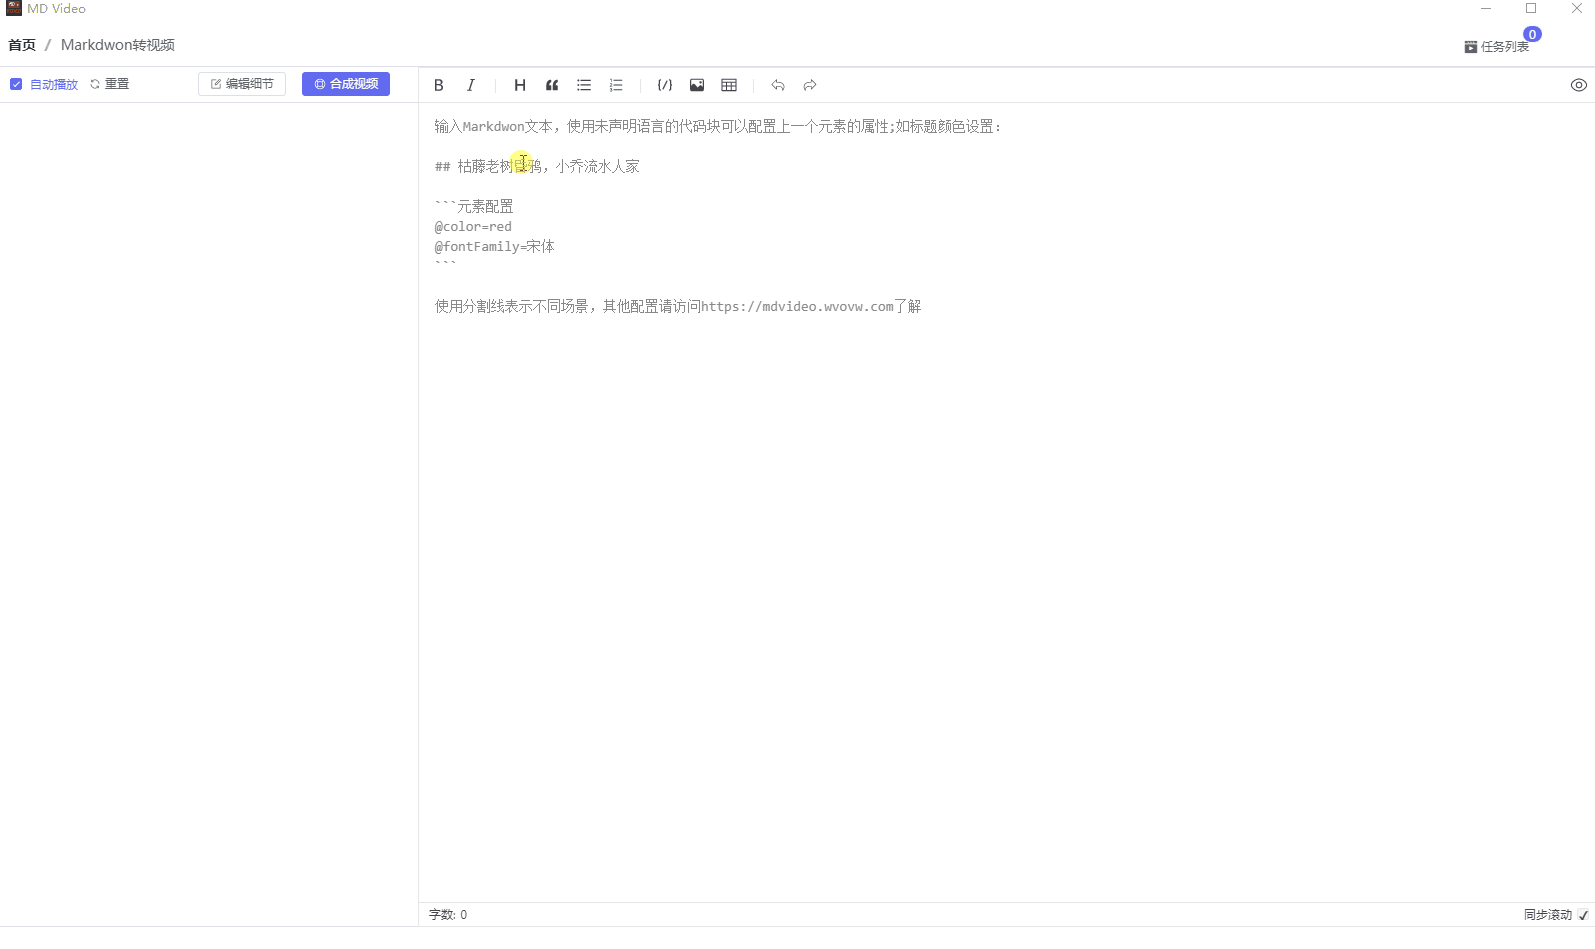 MD Video
首页 / Markdwon转视频
任务列表 0
自动播放 重置 编辑细节 合成视频
B I H
输入Markdwon文本，使用未声明语言的代码块可以配置上一个元素的属性;如标题颜色设置：
## 枯藤老树昏鸦，小乔流水人家
```元素配置
@color=red
@fontFamily=宋体
```
使用分割线表示不同场景，其他配置请访问https://mdvideo.wvovw.com了解
字数: 0
同步滚动